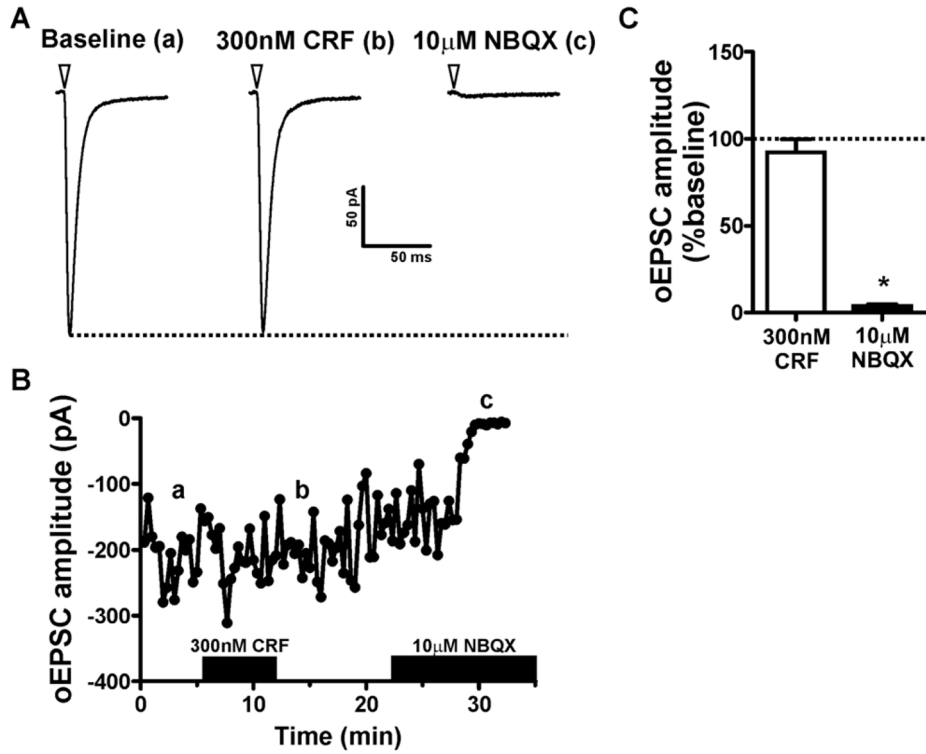 A
Baseline (a) 300nM CRF (b) 10μM NBQX (c)
50 pA
50 ms
C
oEPSC amplitude
(%baseline)
150
100
50
0
*
300nM
CRF
10μM
NBQX
B
oEPSC amplitude (pA)
0
-100
-200
-300
-400
a
b
c
300nM CRF
10μM NBQX
0 10 20 30
Time (min)